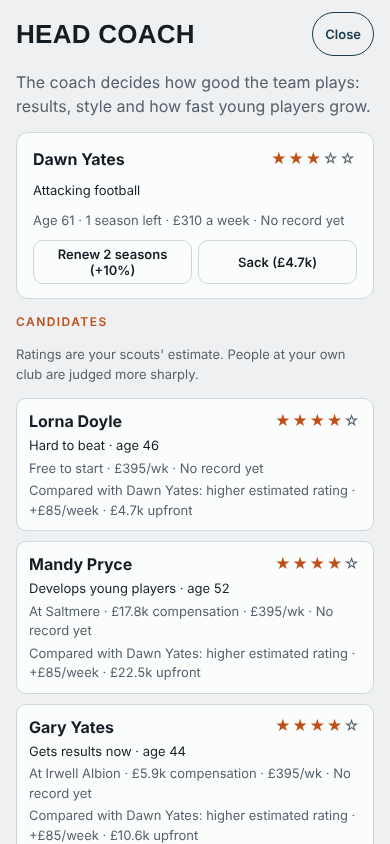 HEAD COACH
Close
The coach decides how good the team plays:
results, style and how fast young players grow.
Dawn Yates
★★★☆☆
Attacking football
Age 61 · 1 season left · £310 a week · No record yet
Renew 2 seasons
(+10%)
Sack (£4.7k)
CANDIDATES
Ratings are your scouts' estimate. People at your own
club are judged more sharply.
Lorna Doyle
★★★★☆
Hard to beat · age 46
Free to start · £395/wk · No record yet
Compared with Dawn Yates: higher estimated rating ·
+£85/week · £4.7k upfront
Mandy Pryce
★★★★☆
Develops young players · age 52
At Saltmere · £17.8k compensation · £395/wk · No
record yet
Compared with Dawn Yates: higher estimated rating ·
+£85/week · £22.5k upfront
Gary Yates
★★★★☆
Gets results now · age 44
At Irwell Albion · £5.9k compensation · £395/wk · No
record yet
Compared with Dawn Yates: higher estimated rating ·
+£85/week · £10.6k upfront